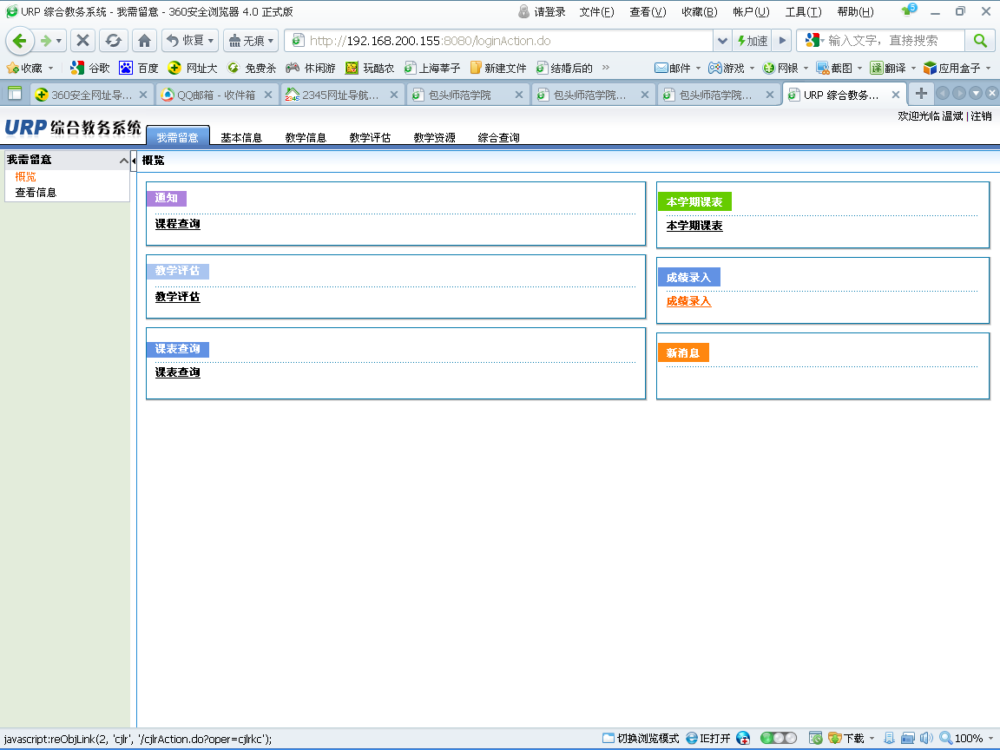 URP 综合教务系统 - 我需留意 - 360安全浏览器 4.0 正式版
请登录 文件(F) 查看(V) 收藏(B) 帐户(U) 工具(T) 帮助(H) 5
恢复 无痕 http://192.168.200.155:8080/loginAction.do 加速 输入文字，直接搜索
收藏 谷歌 百度 网址大 免费杀 休闲游 玩酷农 上海莘子 新建文件 结婚后的 » 邮件 游戏 网银 截图 译 翻译 应用盒子
360安全网址导... QQ邮箱 - 收件箱 2345网址导航... 包头师范学院 包头师范学院... 包头师范学院... URP 综合教务...
欢迎光临 温斌 | 注销
URP 综合教务系统 我需留意 基本信息 教学信息 教学评估 教学资源 综合查询
我需留意
概览
查看信息
概览
通知
课程查询
教学评估
教学评估
课表查询
课表查询
本学期课表
本学期课表
成绩录入
成绩录入
新消息
javascript:reObjLink(2, 'cjlr', '/cjlrAction.do?oper=cjlrkc'); 切换浏览模式 IE打开 下载 100%